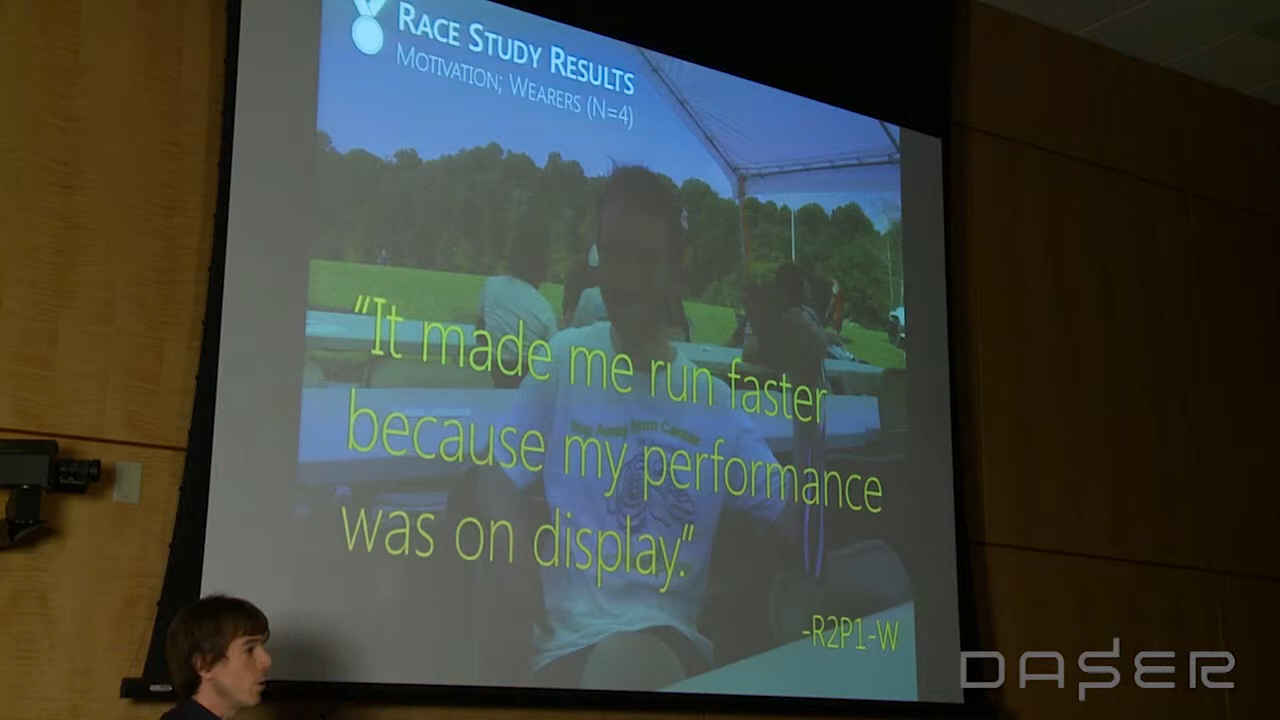 RACE STUDY RESULTS
MOTIVATION; WEARERS (N=4)
"It made me run faster
because my performance
was on display."
-R2P1-W
DASER